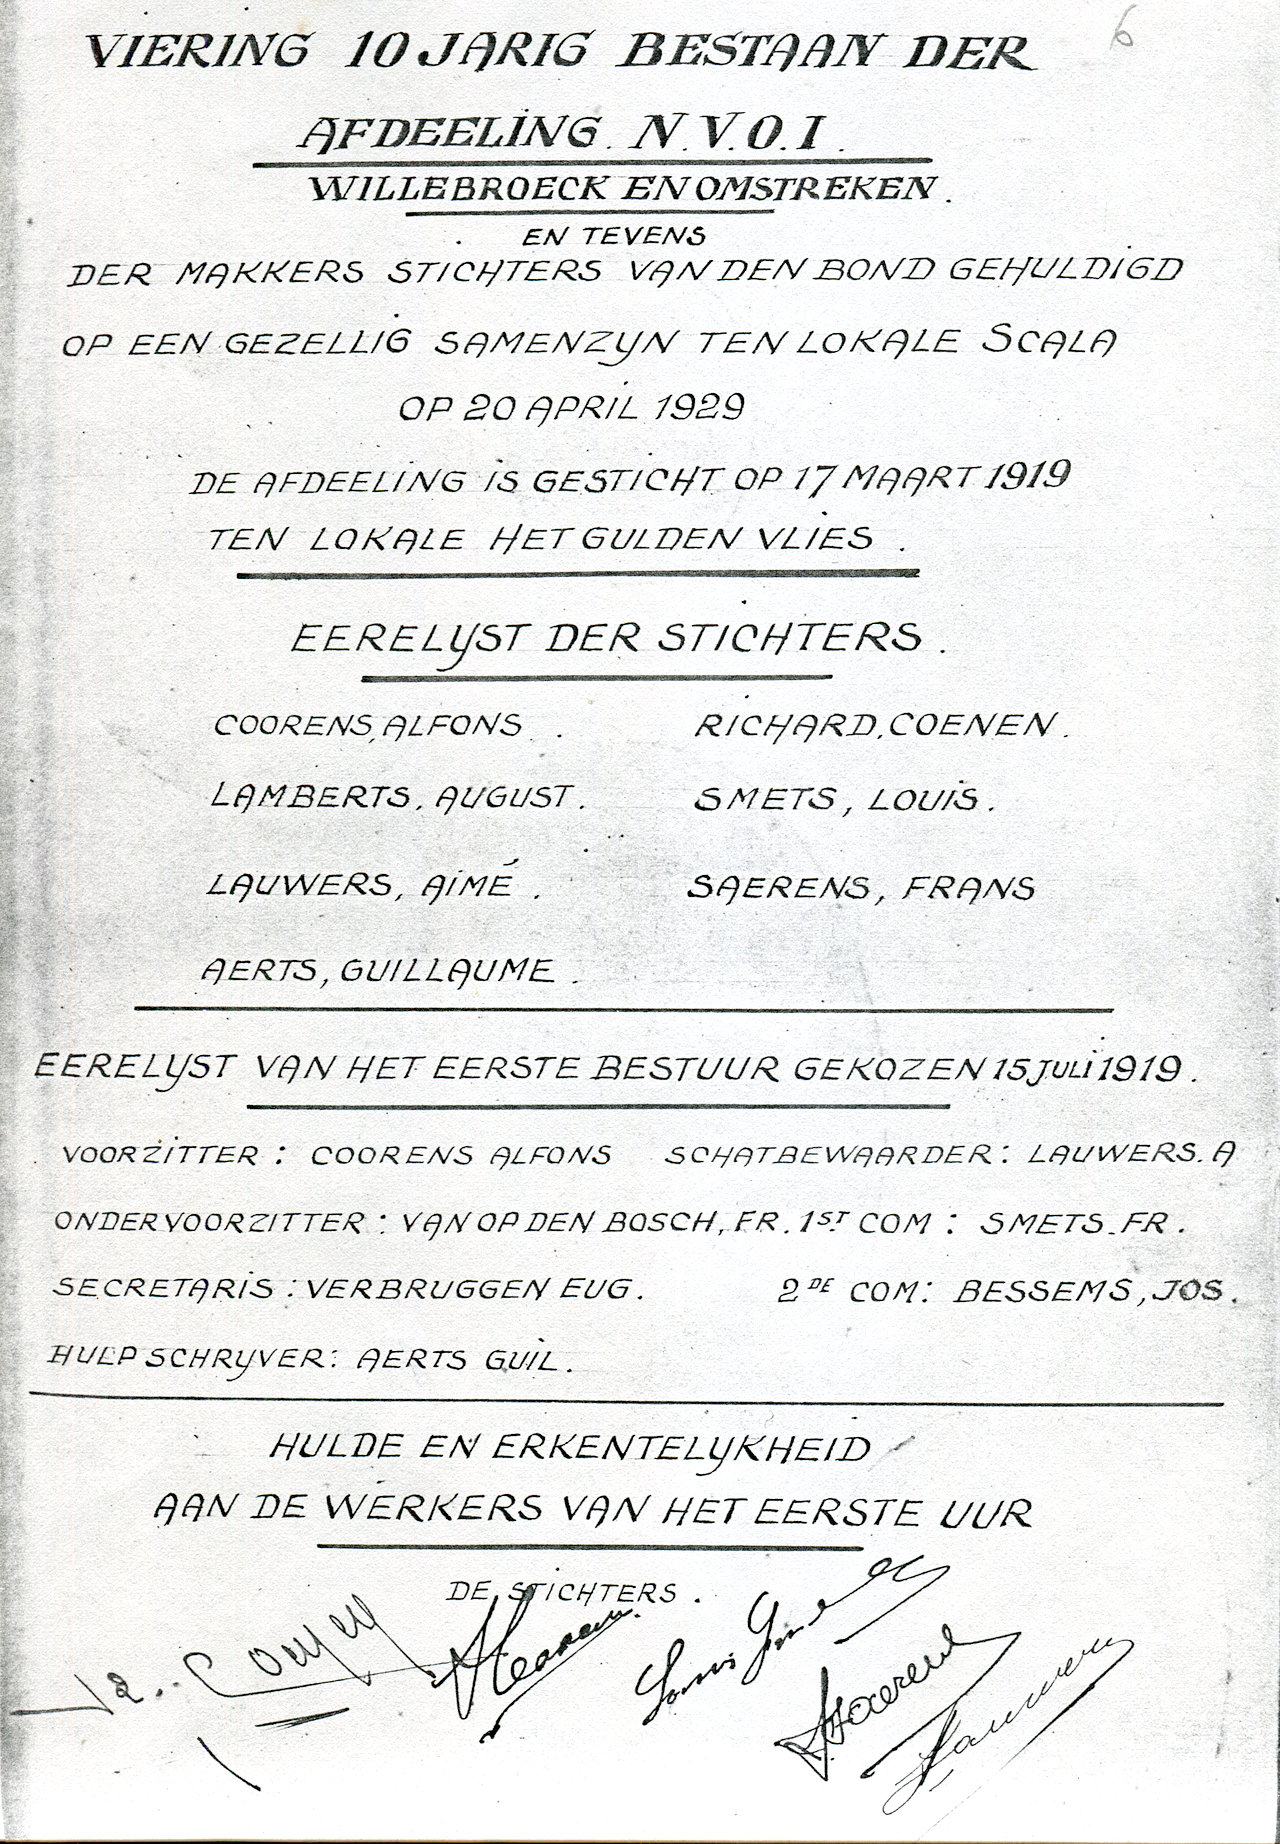 6
VIERING 10 JARIG BESTAAN DER
AFDEELING. N.V.O.I.
WILLEBROECK EN OMSTREKEN.
EN TEVENS
DER MAKKERS STICHTERS VAN DEN BOND GEHULDIGD
OP EEN GEZELLIG SAMENZYN TEN LOKALE SCALA
OP 20 APRIL 1929
DE AFDEELING IS GESTICHT OP 17 MAART 1919
TEN LOKALE HET GULDEN VLIES.
EERELYST DER STICHTERS.
COORENS, ALFONS. RICHARD, COENEN.
LAMBERTS, AUGUST. SMETS, LOUIS.
LAUWERS, AIMÉ. SAERENS, FRANS
AERTS, GUILLAUME.
EERELYST VAN HET EERSTE BESTUUR GEKOZEN 15 JULI 1919.
VOORZITTER: COORENS ALFONS SCHATBEWAARDER: LAUWERS. A
ONDERVOORZITTER: VAN OP DEN BOSCH, FR. 1ST COM: SMETS. FR.
SECRETARIS: VERBRUGGEN EUG. 2DE COM: BESSEMS, JOS.
HULPSCHRYVER: AERTS GUIL.
HULDE EN ERKENTELYKHEID
AAN DE WERKERS VAN HET EERSTE UUR
DE STICHTERS.
Louis Smets
Saerens
Lauwers